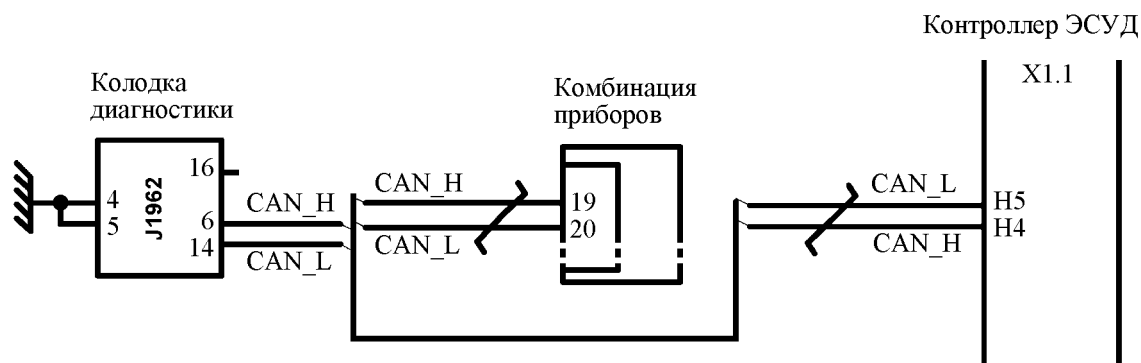 Контроллер ЭСУД
X1.1
Колодка
диагностики
Комбинация
приборов
16
4
5
J1962
6
14
CAN_H
CAN_L
CAN_H
CAN_L
19
20
CAN_L
CAN_H
H5
H4